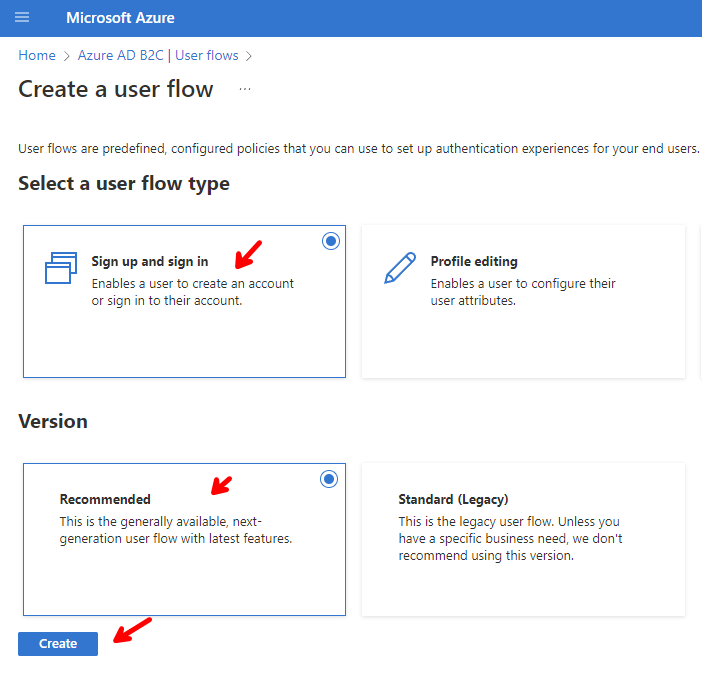 Microsoft Azure
Home > Azure AD B2C | User flows >
Create a user flow ...
User flows are predefined, configured policies that you can use to set up authentication experiences for your end users.
Select a user flow type
Sign up and sign in
Enables a user to create an account
or sign in to their account.
Profile editing
Enables a user to configure their
user attributes.
Version
Recommended
This is the generally available, next-
generation user flow with latest features.
Standard (Legacy)
This is the legacy user flow. Unless you
have a specific business need, we don't
recommend using this version.
Create